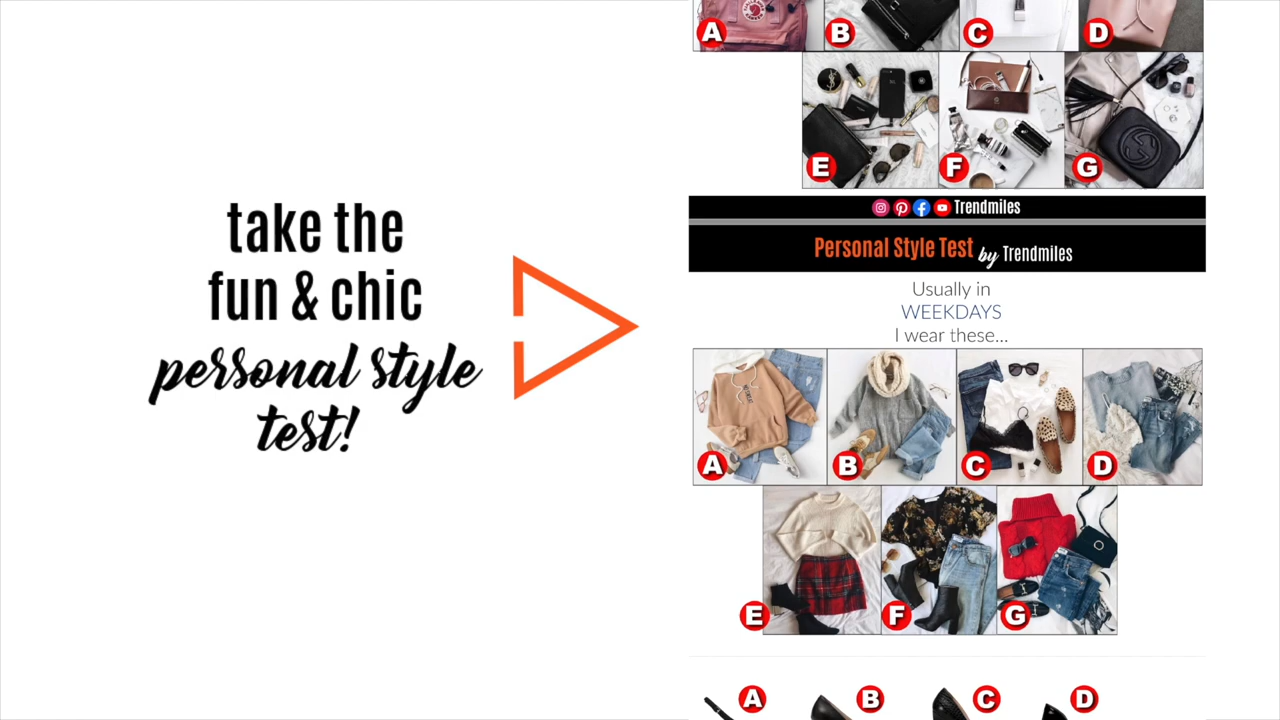 take the
fun & chic
personal style
test!
A B C D
E F G
Trendmiles
Personal Style Test by Trendmiles
Usually in
WEEKDAYS
I wear these...
A B C D
E F G
A B C D